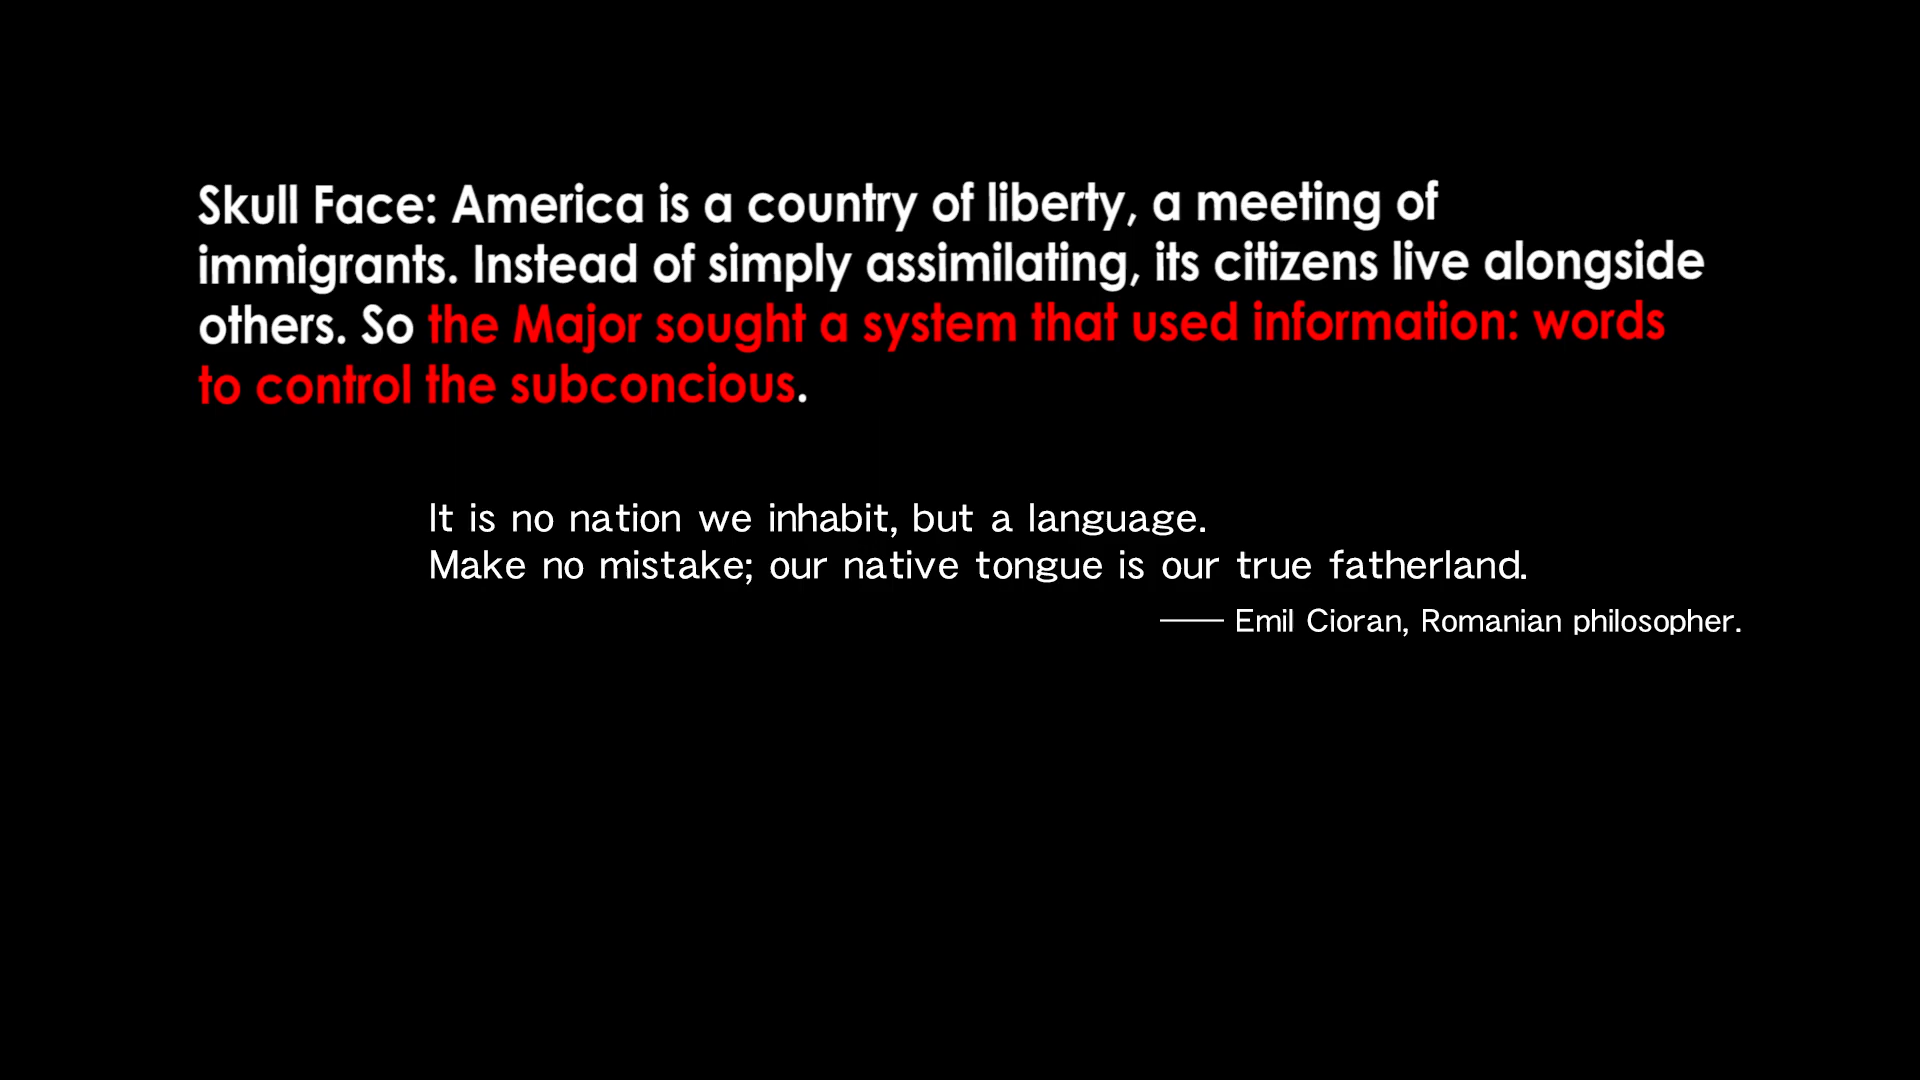 Skull Face: America is a country of liberty, a meeting of
immigrants. Instead of simply assimilating, its citizens live alongside
others. So the Major sought a system that used information: words
to control the subconcious.
It is no nation we inhabit, but a language.
Make no mistake; our native tongue is our true fatherland.
—— Emil Cioran, Romanian philosopher.